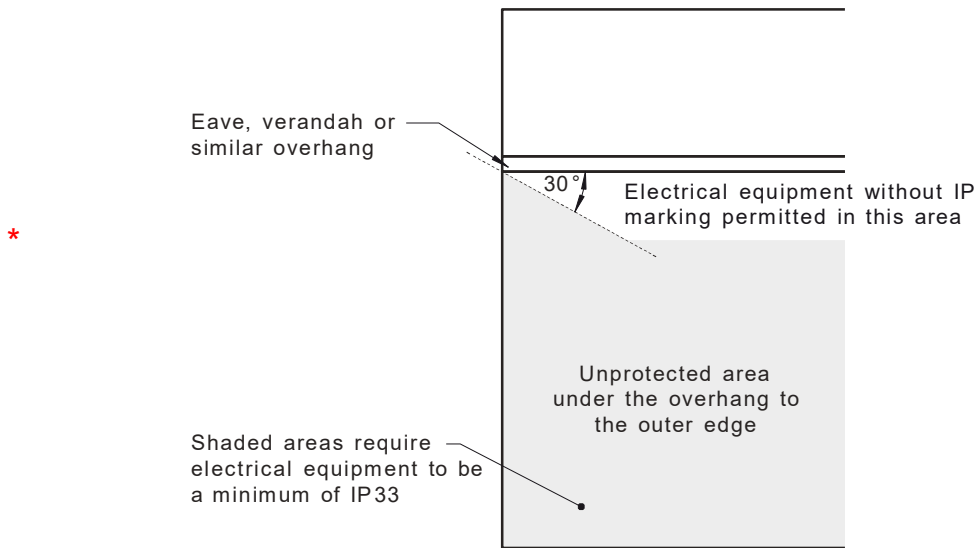 Eave, verandah or
similar overhang
30°
Electrical equipment without IP
marking permitted in this area
*
Unprotected area
under the overhang to
the outer edge
Shaded areas require
electrical equipment to be
a minimum of IP33